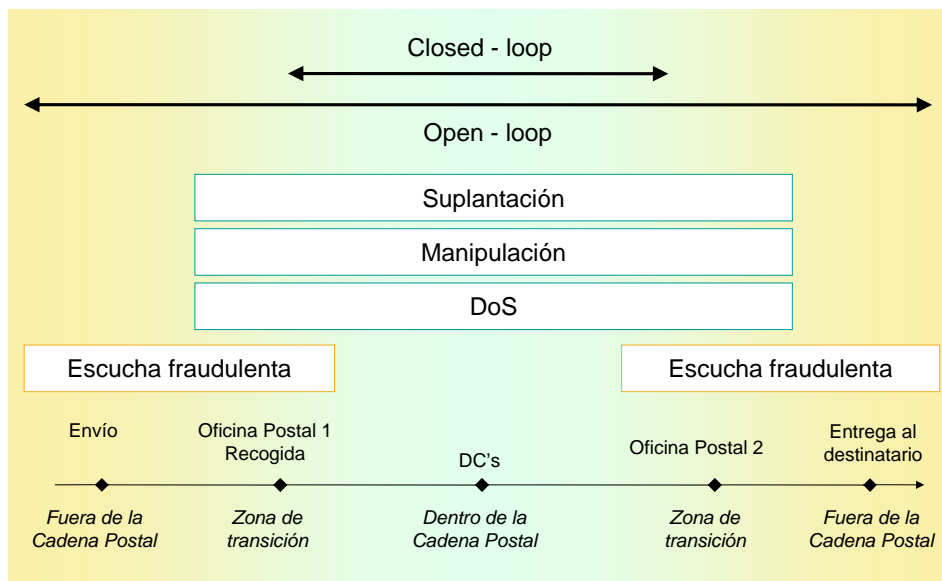 Closed - loop
Open - loop
Suplantación
Manipulación
DoS
Escucha fraudulenta
Escucha fraudulenta
Envío
Oficina Postal 1
Recogida
DC's
Oficina Postal 2
Entrega al
destinatario
Fuera de la
Cadena Postal
Zona de
transición
Dentro de la
Cadena Postal
Zona de
transición
Fuera de la
Cadena Postal